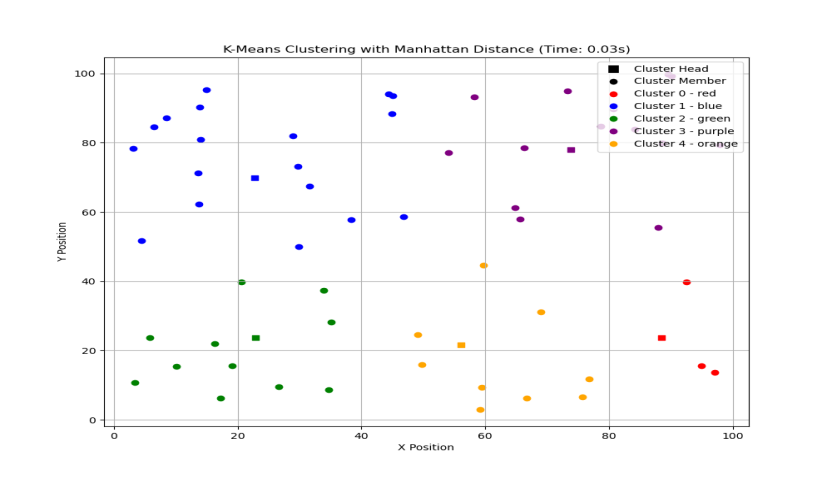 K-Means Clustering with Manhattan Distance (Time: 0.03s)
100
80
60
40
20
0
Y Position
0 20 40 60 80 100
X Position
Cluster Head
Cluster Member
Cluster 0 - red
Cluster 1 - blue
Cluster 2 - green
Cluster 3 - purple
Cluster 4 - orange